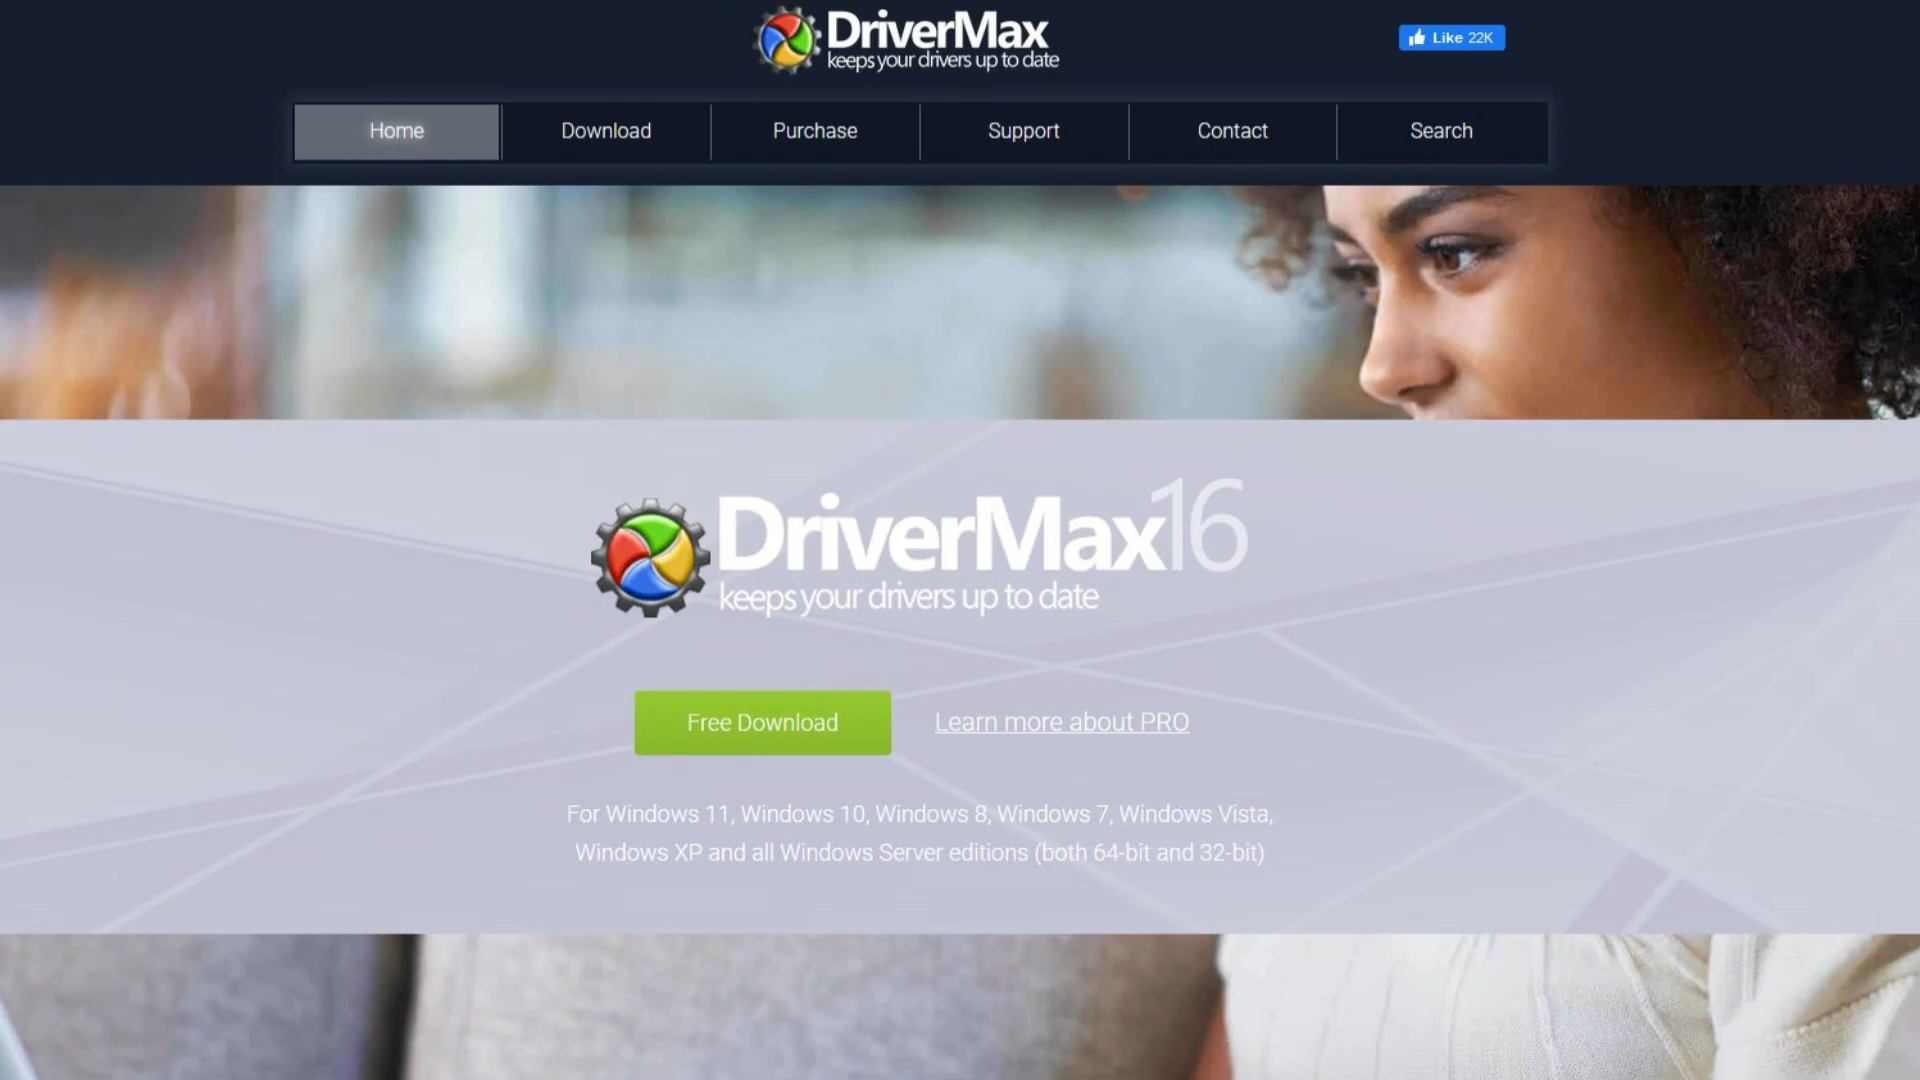 DriverMax
keeps your drivers up to date
Like 22K
Home
Download
Purchase
Support
Contact
Search
DriverMax16
keeps your drivers up to date
Free Download
Learn more about PRO
For Windows 11, Windows 10, Windows 8, Windows 7, Windows Vista,
Windows XP and all Windows Server editions (both 64-bit and 32-bit)